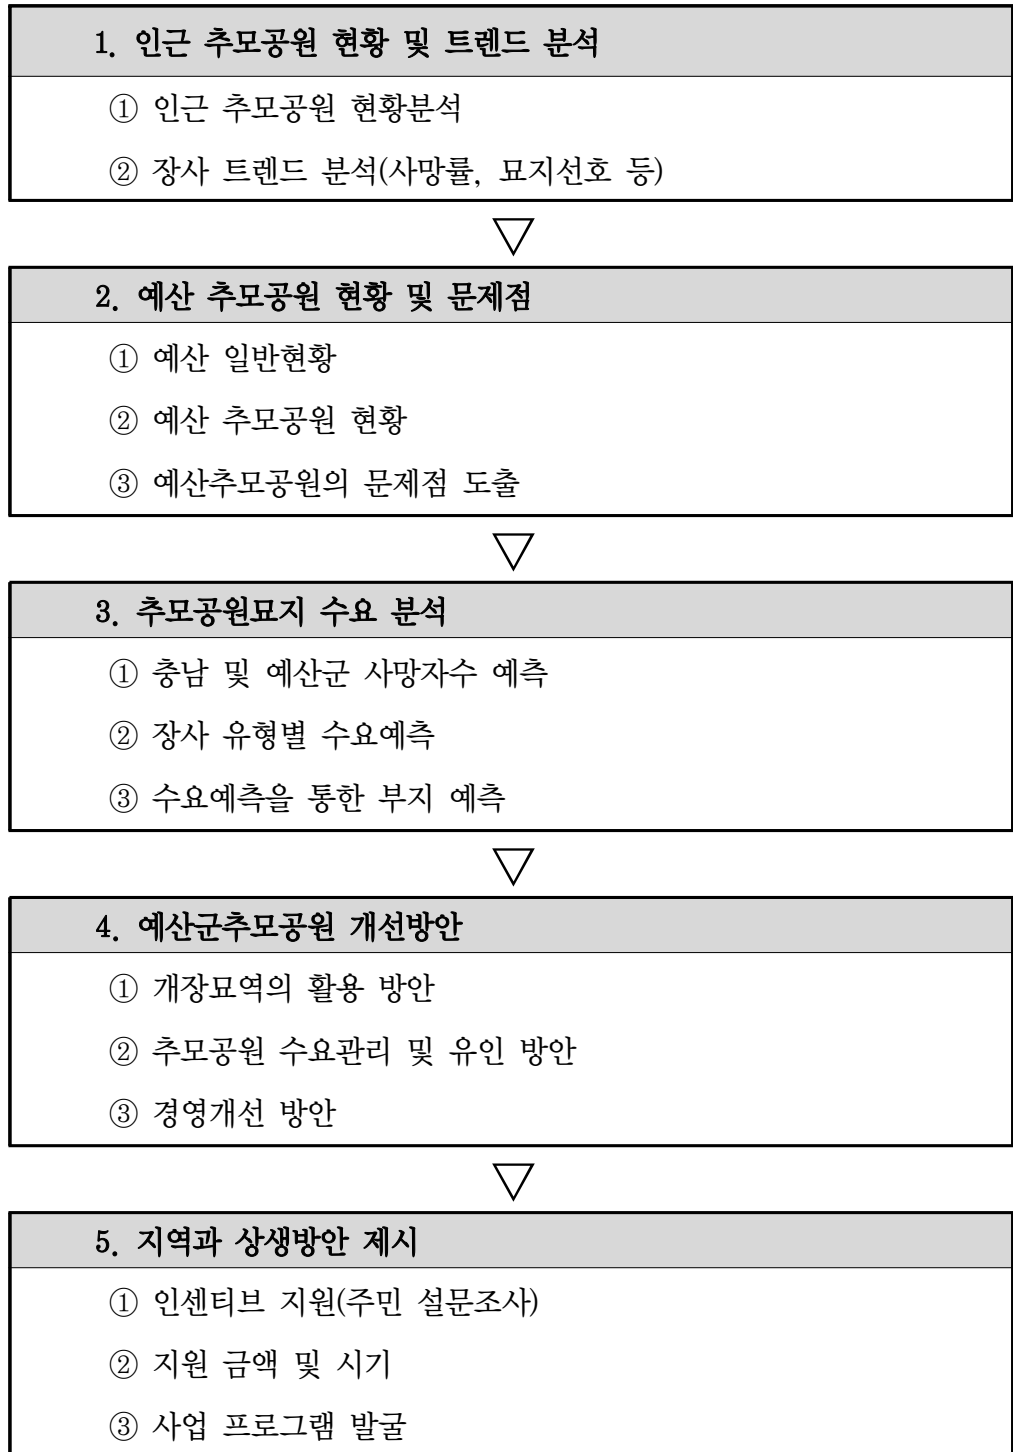 1. 인근 추모공원 현황 및 트렌드 분석
① 인근 추모공원 현황분석
② 장사 트렌드 분석(사망률, 묘지선호 등)
2. 예산 추모공원 현황 및 문제점
① 예산 일반현황
② 예산 추모공원 현황
③ 예산추모공원의 문제점 도출
3. 추모공원묘지 수요 분석
① 충남 및 예산군 사망자수 예측
② 장사 유형별 수요예측
③ 수요예측을 통한 부지 예측
4. 예산군추모공원 개선방안
① 개장묘역의 활용 방안
② 추모공원 수요관리 및 유인 방안
③ 경영개선 방안
5. 지역과 상생방안 제시
① 인센티브 지원(주민 설문조사)
② 지원 금액 및 시기
③ 사업 프로그램 발굴